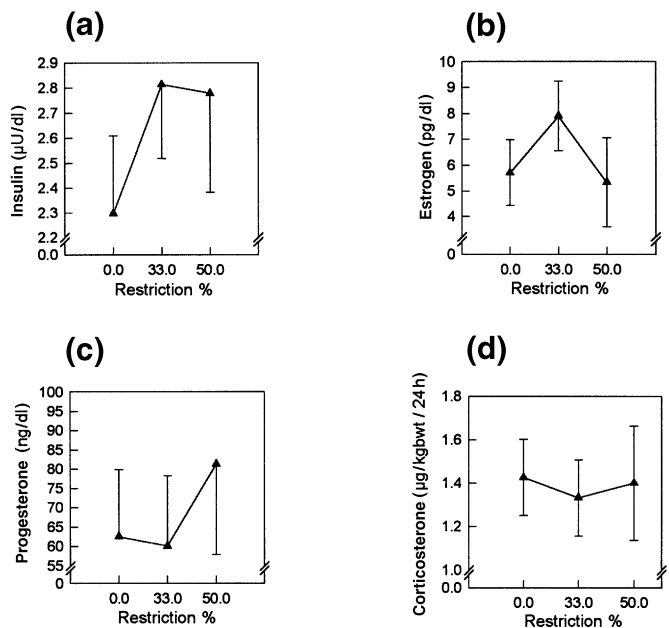 (a)
Insulin (µU/dl)
2.9
2.8
2.7
2.6
2.5
2.4
2.3
2.2
0.0
0.0 33.0 50.0
Restriction %
(b)
Estrogen (pg/dl)
10
9
8
7
6
5
4
0
0.0 33.0 50.0
Restriction %
(c)
Progesterone (ng/dl)
100
95
90
85
80
75
70
65
60
55
0
0.0 33.0 50.0
Restriction %
(d)
Corticosterone (µg/kgbwt / 24h)
1.8
1.6
1.4
1.2
1.0
0.0
0.0 33.0 50.0
Restriction %